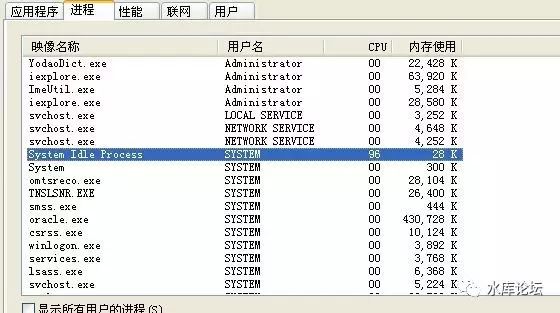 应用程序 进程 性能 联网 用户
映像名称 用户名 CPU 内存使用
YodaoDict.exe Administrator 00 22,428 K
iexplore.exe Administrator 00 63,920 K
ImeUtil.exe Administrator 00 5,284 K
iexplore.exe Administrator 00 28,580 K
svchost.exe LOCAL SERVICE 00 3,252 K
svchost.exe NETWORK SERVICE 00 4,648 K
svchost.exe NETWORK SERVICE 00 4,252 K
System Idle Process SYSTEM 96 28 K
System SYSTEM 00 300 K
omtsreco.exe SYSTEM 00 28,104 K
TNSLSNR.EXE SYSTEM 00 26,400 K
smss.exe SYSTEM 00 444 K
oracle.exe SYSTEM 00 430,728 K
csrss.exe SYSTEM 00 10,124 K
winlogon.exe SYSTEM 00 3,892 K
services.exe SYSTEM 00 3,768 K
lsass.exe SYSTEM 00 6,368 K
svchost.exe SYSTEM 00 5,224 K
显示所有用户的进程(S)
水库论坛